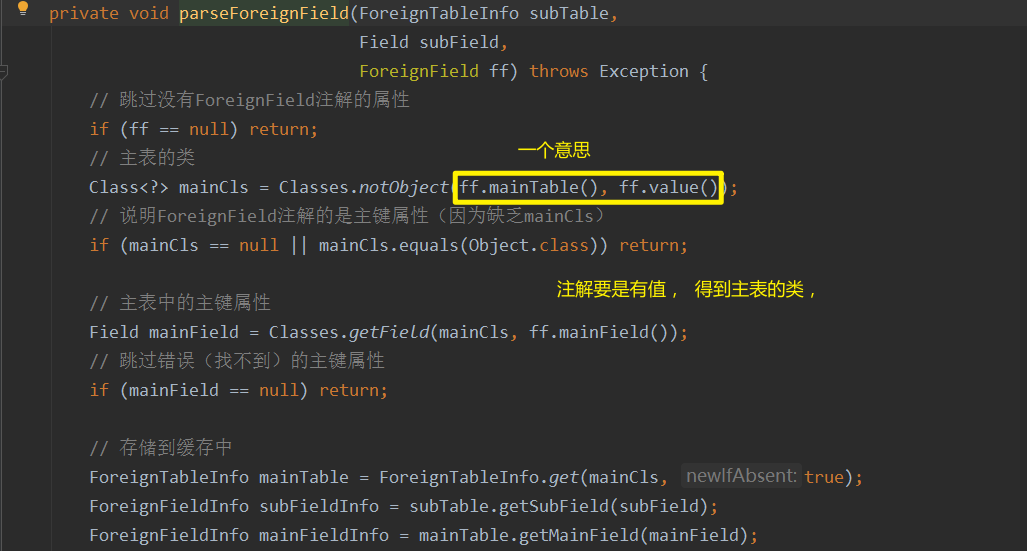 private void parseForeignField(ForeignTableInfo subTable,
Field subField,
ForeignField ff) throws Exception {
// 跳过没有ForeignField注解的属性
if (ff == null) return;
// 主表的类
一个意思
Class<?> mainCls = Classes.notObject(ff.mainTable(), ff.value());
// 说明ForeignField注解的是主键属性（因为缺乏mainCls）
if (mainCls == null || mainCls.equals(Object.class)) return;
注解要是有值， 得到主表的类，
// 主表中的主键属性
Field mainField = Classes.getField(mainCls, ff.mainField());
// 跳过错误（找不到）的主键属性
if (mainField == null) return;
// 存储到缓存中
ForeignTableInfo mainTable = ForeignTableInfo.get(mainCls, newIfAbsent: true);
ForeignFieldInfo subFieldInfo = subTable.getSubField(subField);
ForeignFieldInfo mainFieldInfo = mainTable.getMainField(mainField);